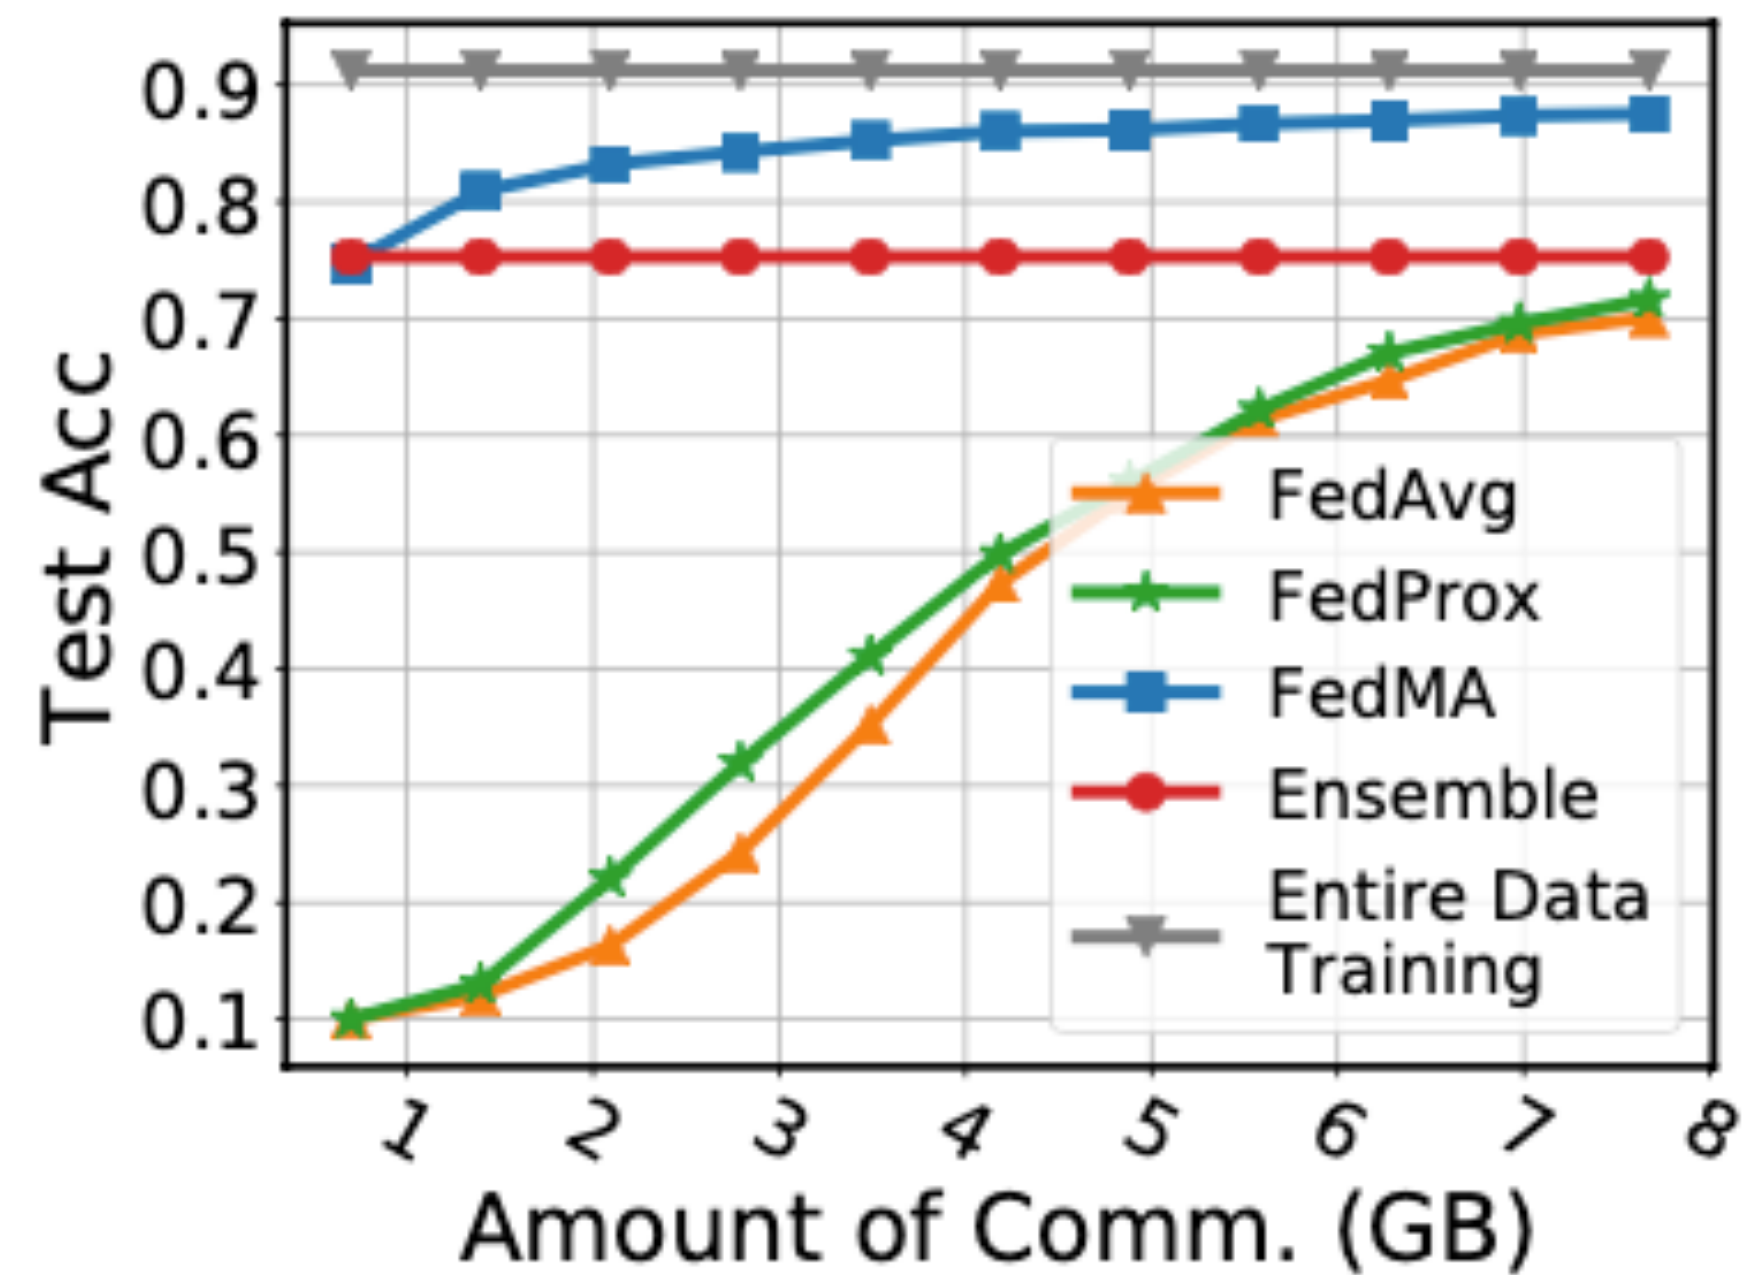 0.9
0.8
0.7
0.6
0.5
0.4
0.3
0.2
0.1
Test Acc
FedAvg
FedProx
FedMA
Ensemble
Entire Data
Training
1 2 3 4 5 6 7 8
Amount of Comm. (GB)